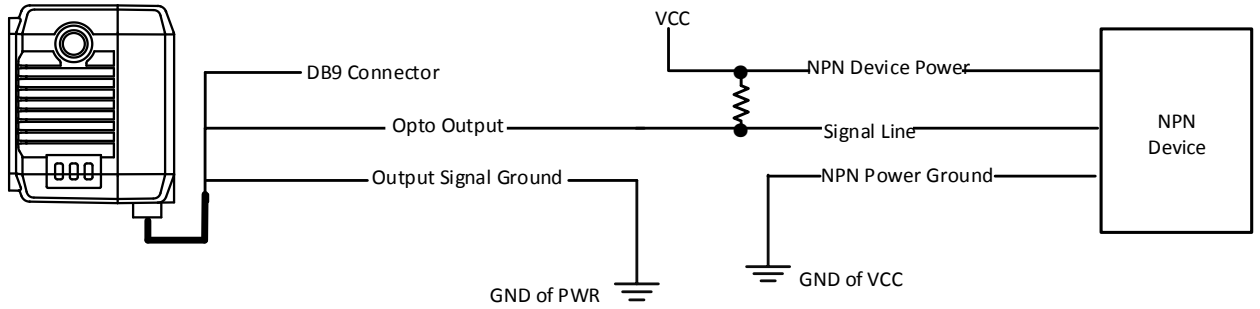 VCC
DB9 Connector
NPN Device Power
Opto Output
Signal Line
NPN
Device
Output Signal Ground
NPN Power Ground
GND of PWR
GND of VCC